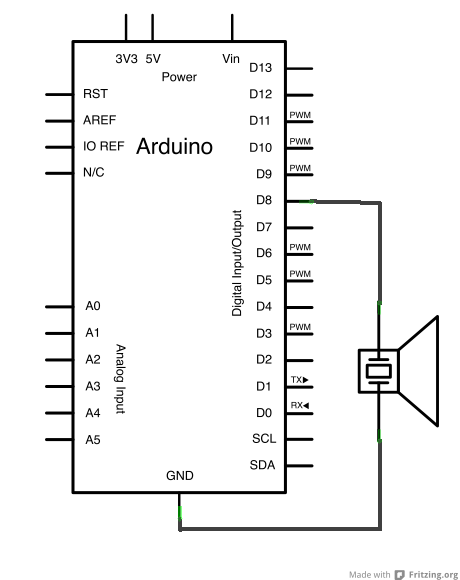 3V3 5V Vin
Power
RST
AREF
IO REF
N/C
Arduino
A0
A1
A2
A3
A4
A5
Analog Input
Digital Input/Output
D13
D12
D11 PWM
D10 PWM
D9 PWM
D8
D7
D6 PWM
D5 PWM
D4
D3 PWM
D2
D1 TX▶
D0 RX◀
SCL
SDA
GND
Made with Fritzing.org